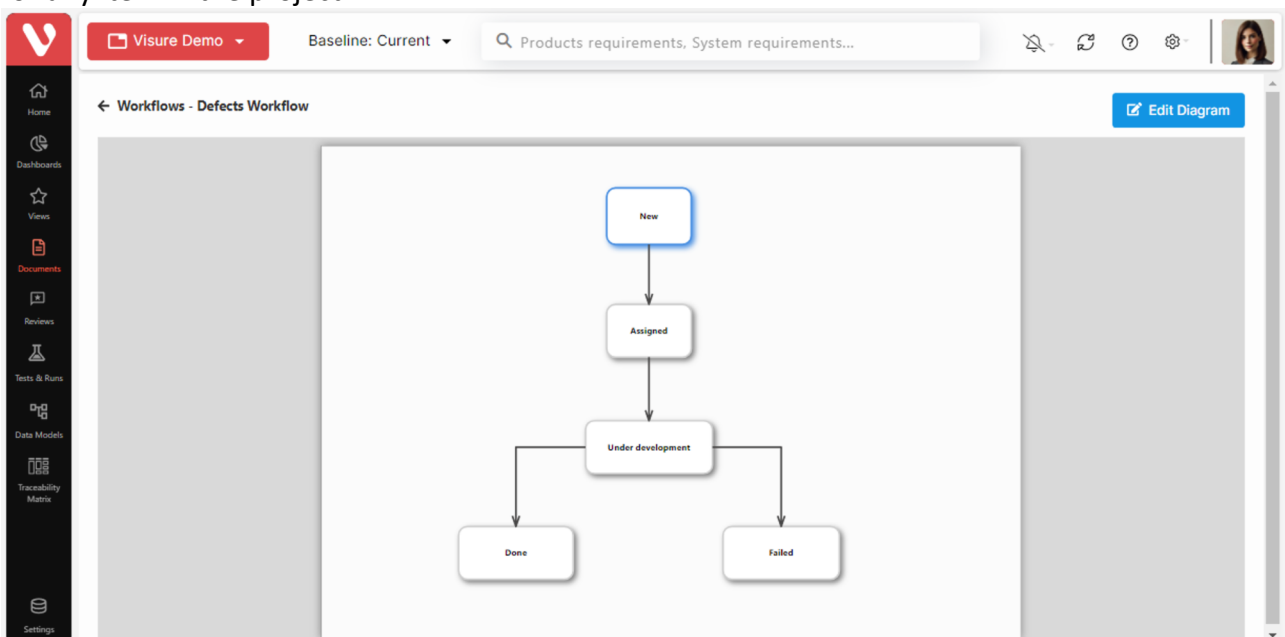 Visure Demo
Baseline: Current
Products requirements, System requirements...
Home
Dashboards
Views
Documents
Reviews
Tests & Runs
Data Models
Traceability
Matrix
Settings
← Workflows - Defects Workflow
Edit Diagram
New
Assigned
Under development
Done
Failed